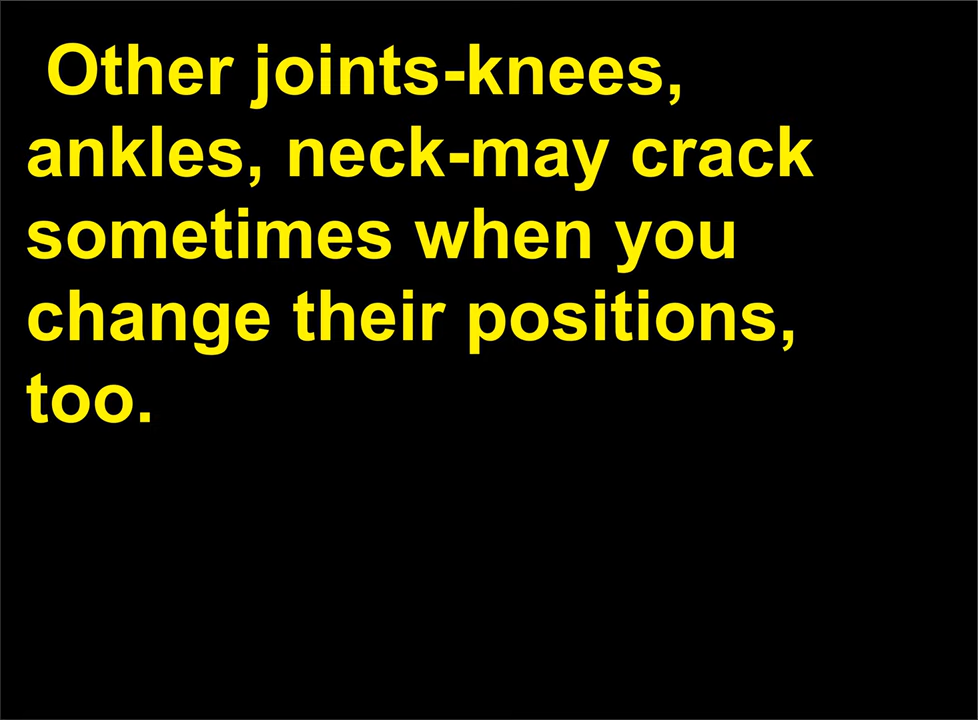 Other joints-knees,
ankles, neck-may crack
sometimes when you
change their positions,
too.